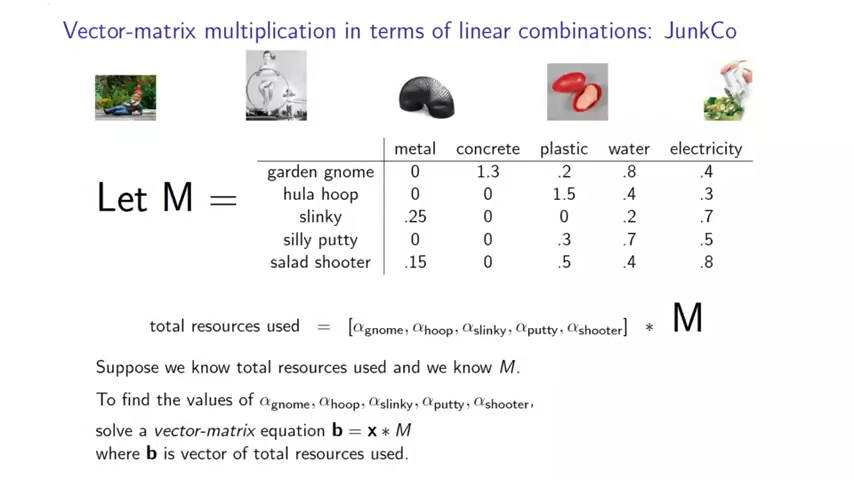 Vector-matrix multiplication in terms of linear combinations: JunkCo
metal concrete plastic water electricity
garden gnome 0 1.3 .2 .8 .4
hula hoop 0 0 1.5 .4 .3
Let M =
slinky .25 0 0 .2 .7
silly putty 0 0 .3 .7 .5
salad shooter .15 0 .5 .4 .8
total resources used = [α_gnome, α_hoop, α_slinky, α_putty, α_shooter] * M
Suppose we know total resources used and we know M.
To find the values of α_gnome, α_hoop, α_slinky, α_putty, α_shooter,
solve a vector-matrix equation b = x * M
where b is vector of total resources used.